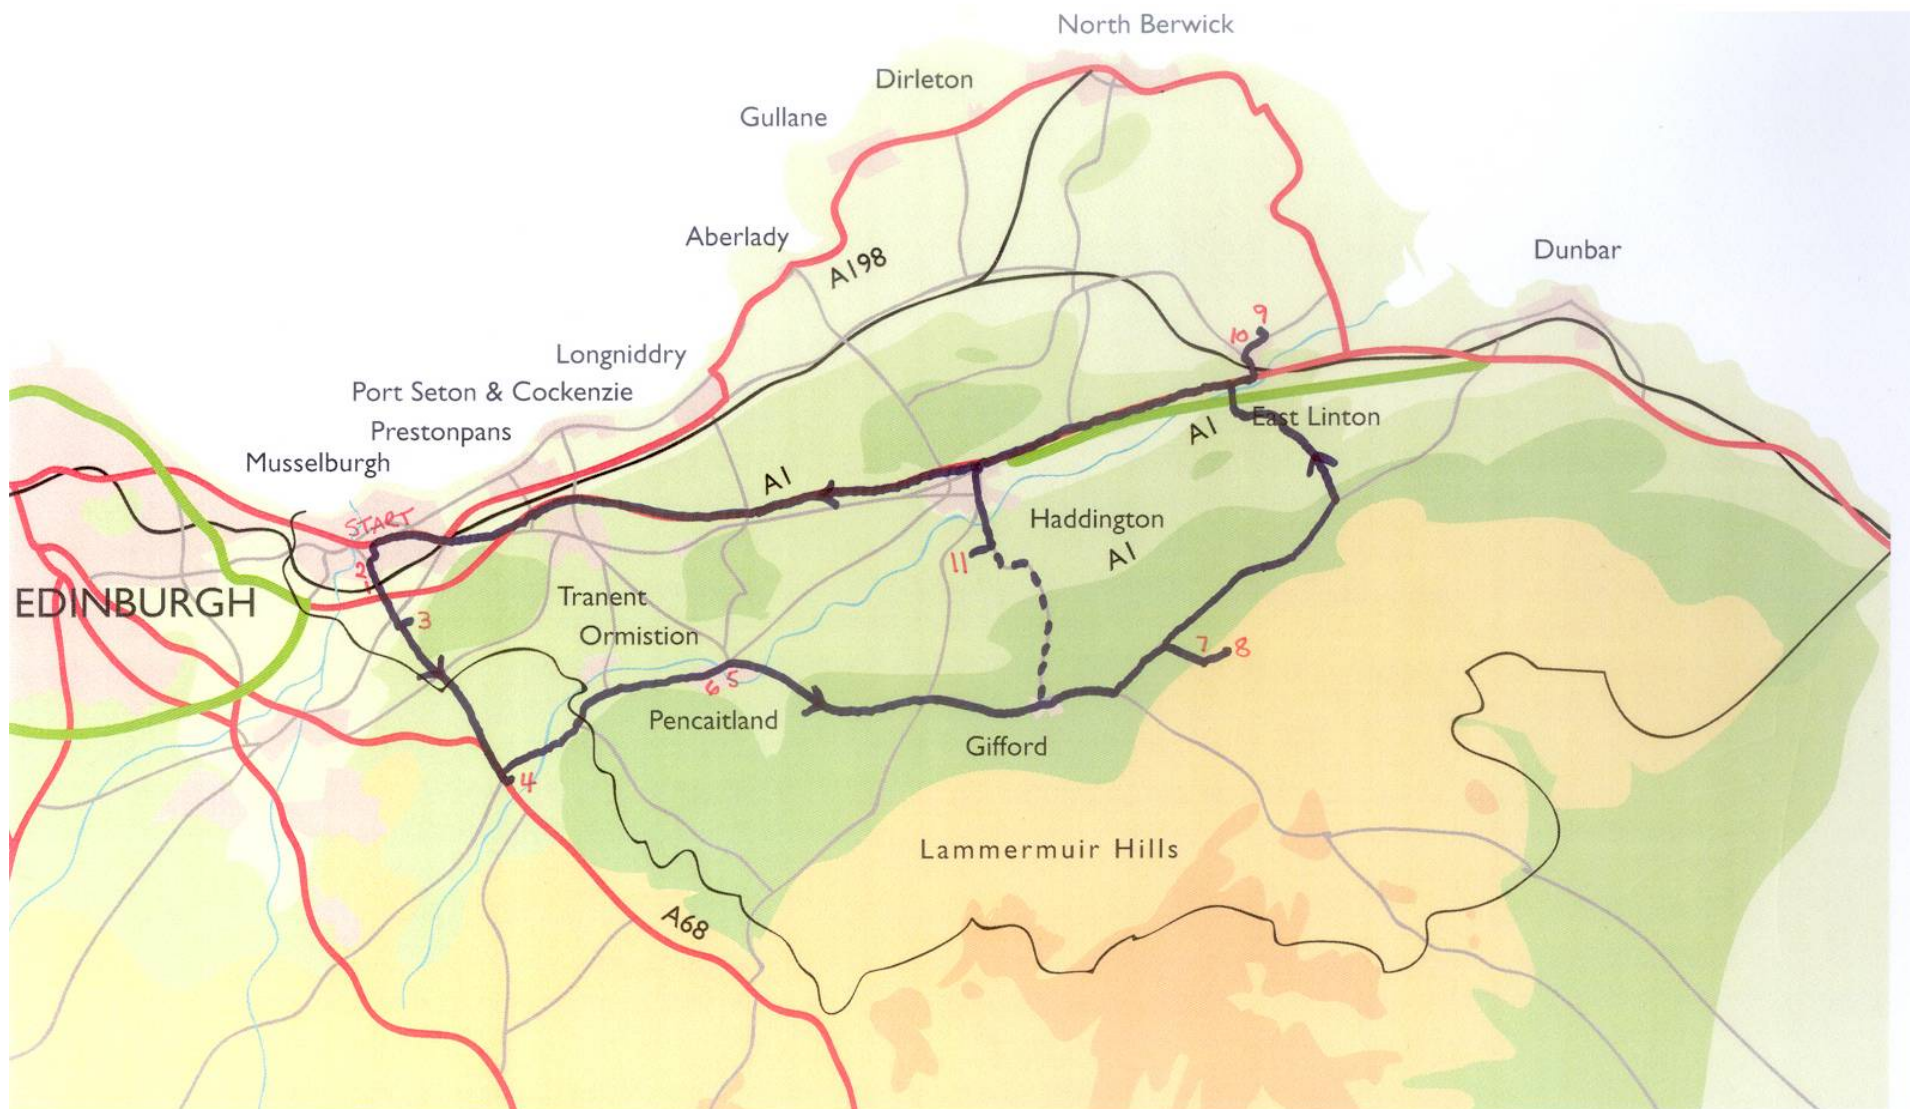 North Berwick
Dirleton
Gullane
Aberlady
A198
Dunbar
Longniddry
Port Seton & Cockenzie
Prestonpans
Musselburgh
9
10
East Linton
A1
A1
START
Haddington
A1
11
2
1
3
EDINBURGH
Tranent
Ormistion
7
8
6
5
Pencaitland
Gifford
4
Lammermuir Hills
A68